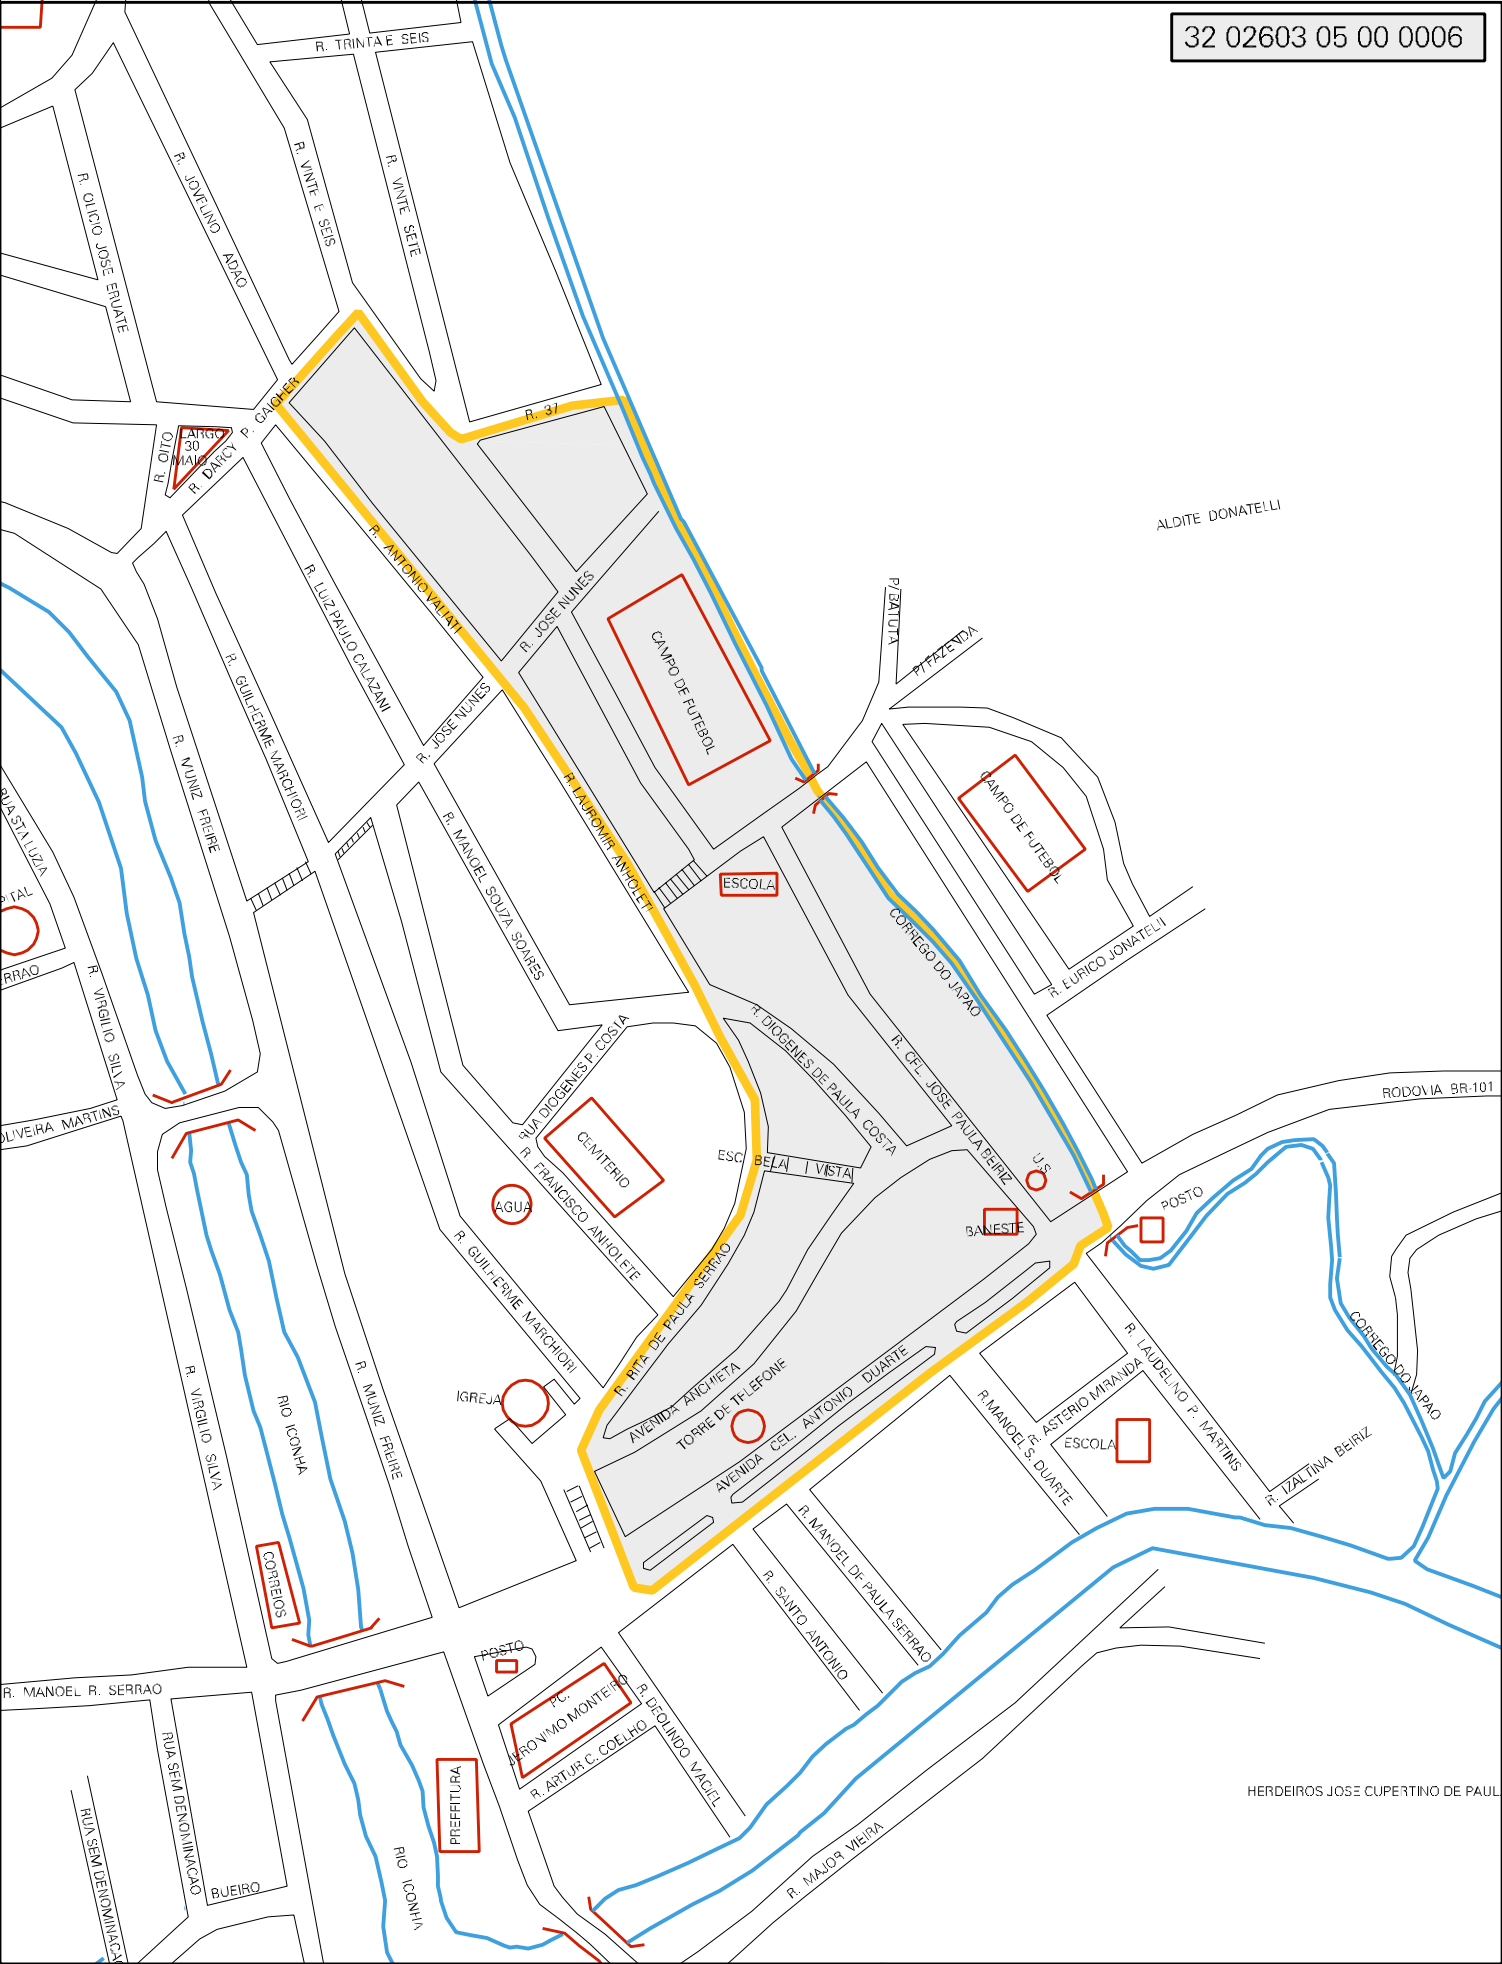 32 02603 05 00 0006
R. TRINTA E SEIS
R. VINTE E SEIS
R. VINTE SETE
R. JOVELINO ADAO
R. OLICIO JOSE ERUATE
R. 37
R. DARCY P. GAIGHER
LARGO
30
MAIO
R. OITO
ALDITE DONATELLI
R. ANTONIO VALIATI
R. LUIZ PAULO CALAZANI
R. JOSE NUNES
P/BATUTA
P/ FAZENDA
CAMPO DE FUTEBOL
R. GUILHERME MARCHIORI
R. JOSE NUNES
R. MUNIZ FREIRE
CAMPO DE FUTEBOL
R. LAUROMIR ANHOLETI
R. MANOEL SOUZA SOARES
RUA STA LUZIA
ESCOLA
PITAL
CORREGO DO JAPAO
R. EURICO JONATELI
RRAO
R. VIRGILIO SILVA
R. DIOGENES DE PAULA COSTA
R. CEL. JOSE PAULA BEIRIZ
RUA DIOGENES P. COSTA
RODOVIA BR-101
OLIVEIRA MARTINS
CEMITERIO
ESC. BELA VISTA
U.S.
R. FRANCISCO ANHOLETE
AGUA
POSTO
BANESTE
R. GUILHERME MARCHIORI
R. RITA DE PAULA SERRAO
CORREGO DO JAPAO
R. LAUDELINO P. MARTINS
IGREJA
AVENIDA ANCHIETA
TORRE DE TELEFONE
AVENIDA CEL. ANTONIO DUARTE
R. ASTERIO MIRANDA
R. MANOEL S. DUARTE
ESCOLA
R. IZALTINA BEIRIZ
R. VIRGILIO SILVA
RIO ICONHA
R. MUNIZ FREIRE
CORREIOS
R. MANOEL DE PAULA SERRAO
R. SANTO ANTONIO
POSTO
R. MANOEL R. SERRAO
PC.
JERONIMO MONTEIRO
R. DEOLINDO MACIEL
R. ARTUR C. COELHO
RUA SEM DENOMINACAO
PREFEITURA
HERDEIROS JOSE CUPERTINO DE PAUL
RUA SEM DENOMINACAO
BUEIRO
RIO ICONHA
R. MAJOR VIEIRA